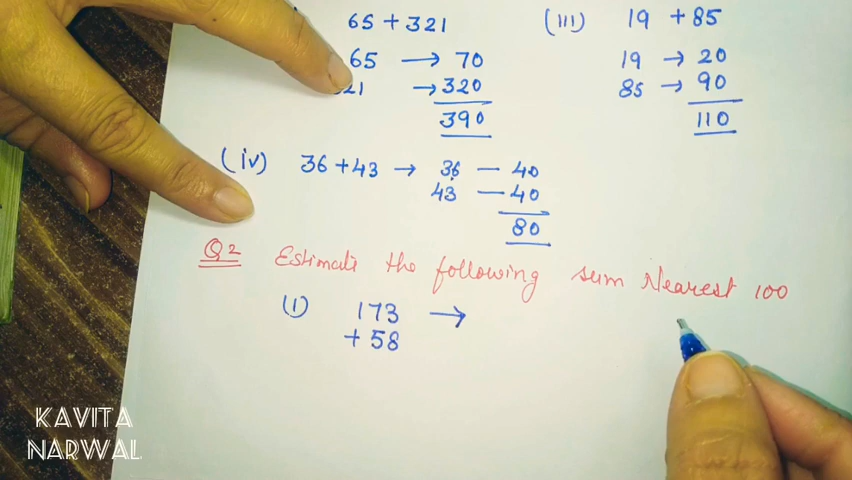 65 + 321
65 → 70
21 → 320
390
(III) 19 + 85
19 → 20
85 → 90
110
(iv) 36 + 43 → 36 — 40
43 — 40
80
Q2 Estimate the following sum Nearest 100
(I) 173 →
+ 58
KAVITA
NARWAL